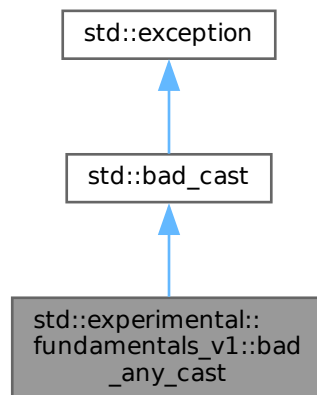 std::exception
std::bad_cast
std::experimental::
fundamentals_v1::bad
_any_cast